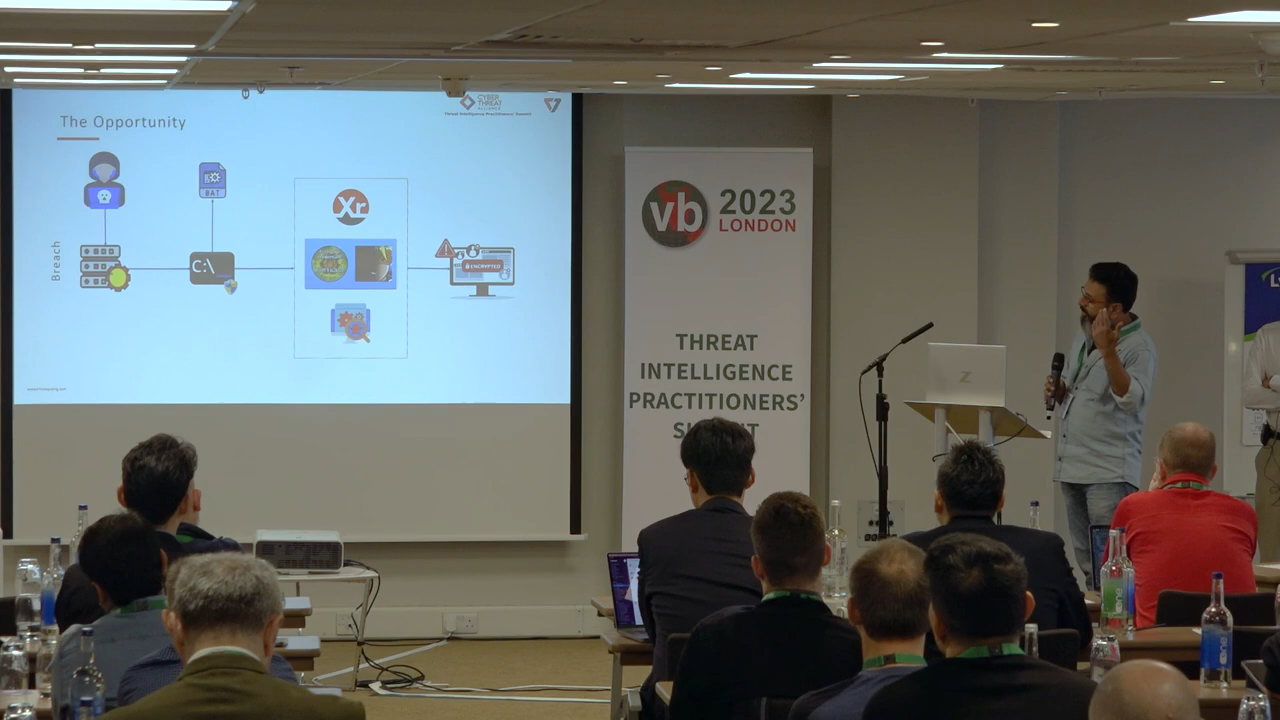 The Opportunity
CYBER
THREAT
ALLIANCE
Threat Intelligence Practitioners' Summit
BAT
Xr
Breach
C:\
ENCRYPTED
vb
2023
LONDON
THREAT
INTELLIGENCE
PRACTITIONERS'